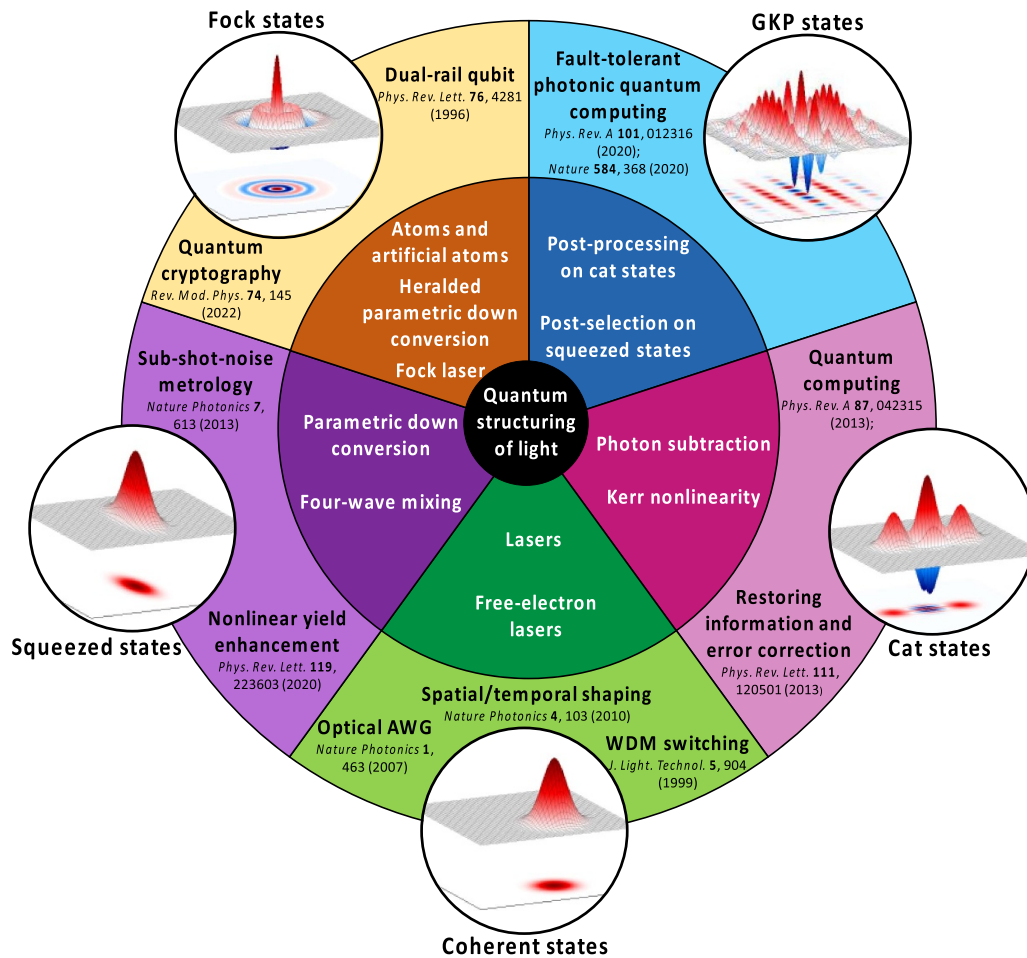 Fock states
GKP states
Dual-rail qubit
Phys. Rev. Lett. 76, 4281
(1996)
Fault-tolerant
photonic quantum
computing
Phys. Rev. A 101, 012316
(2020);
Nature 584, 368 (2020)
Quantum
cryptography
Rev. Mod. Phys. 74, 145
(2022)
Atoms and
artificial atoms
Heralded
parametric down
conversion
Fock laser
Post-processing
on cat states
Post-selection on
squeezed states
Sub-shot-noise
metrology
Nature Photonics 7,
613 (2013)
Quantum
computing
Phys. Rev. A 87, 042315
(2013);
Quantum
structuring
of light
Parametric down
conversion
Four-wave mixing
Photon subtraction
Kerr nonlinearity
Lasers
Free-electron
lasers
Squeezed states
Nonlinear yield
enhancement
Phys. Rev. Lett. 119,
223603 (2020)
Restoring
information and
error correction
Phys. Rev. Lett. 111,
120501 (2013)
Cat states
Spatial/temporal shaping
Nature Photonics 4, 103 (2010)
Optical AWG
Nature Photonics 1,
463 (2007)
WDM switching
J. Light. Technol. 5, 904
(1999)
Coherent states